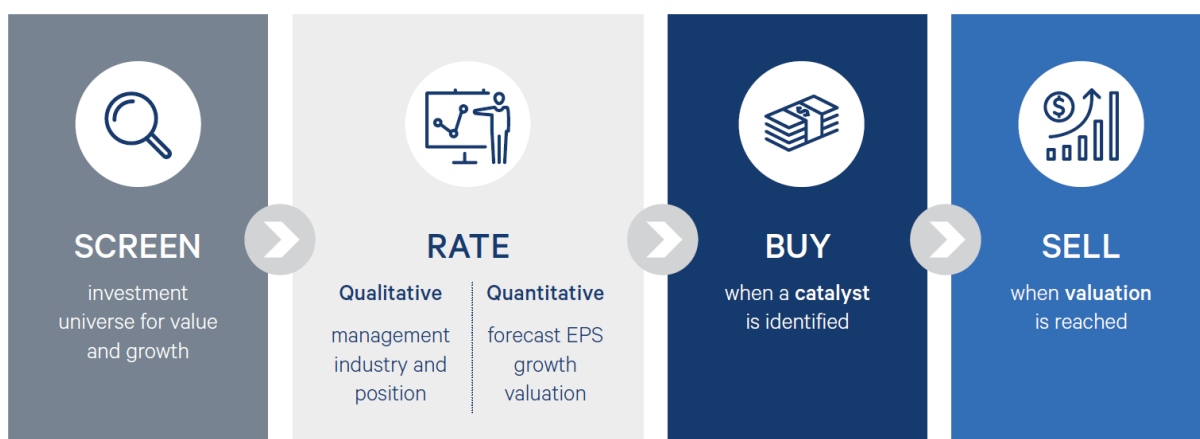 SCREEN
investment
universe for value
and growth
RATE
Qualitative
management
industry and
position
Quantitative
forecast EPS
growth
valuation
BUY
when a catalyst
is identified
$
SELL
when valuation
is reached